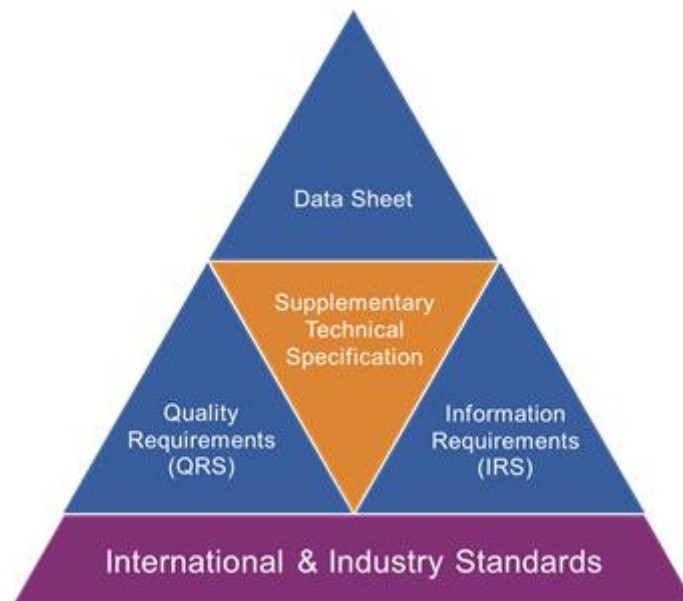 Data Sheet
Supplementary
Technical
Specification
Quality
Requirements
(QRS)
Information
Requirements
(IRS)
International & Industry Standards